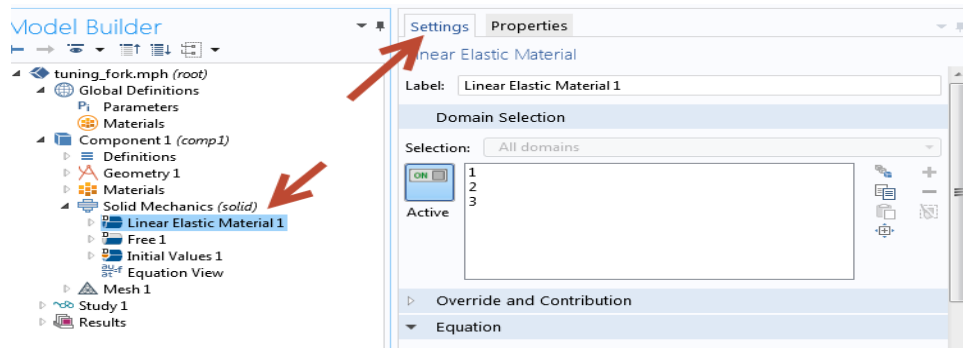 Model Builder
tuning_fork.mph (root)
Global Definitions
Pi Parameters
Materials
Component 1 (comp1)
Definitions
Geometry 1
Materials
Solid Mechanics (solid)
Linear Elastic Material 1
Free 1
Initial Values 1
Equation View
Mesh 1
Study 1
Results
Settings Properties
Linear Elastic Material
Label: Linear Elastic Material 1
Domain Selection
Selection: All domains
ON
Active
1
2
3
Override and Contribution
Equation